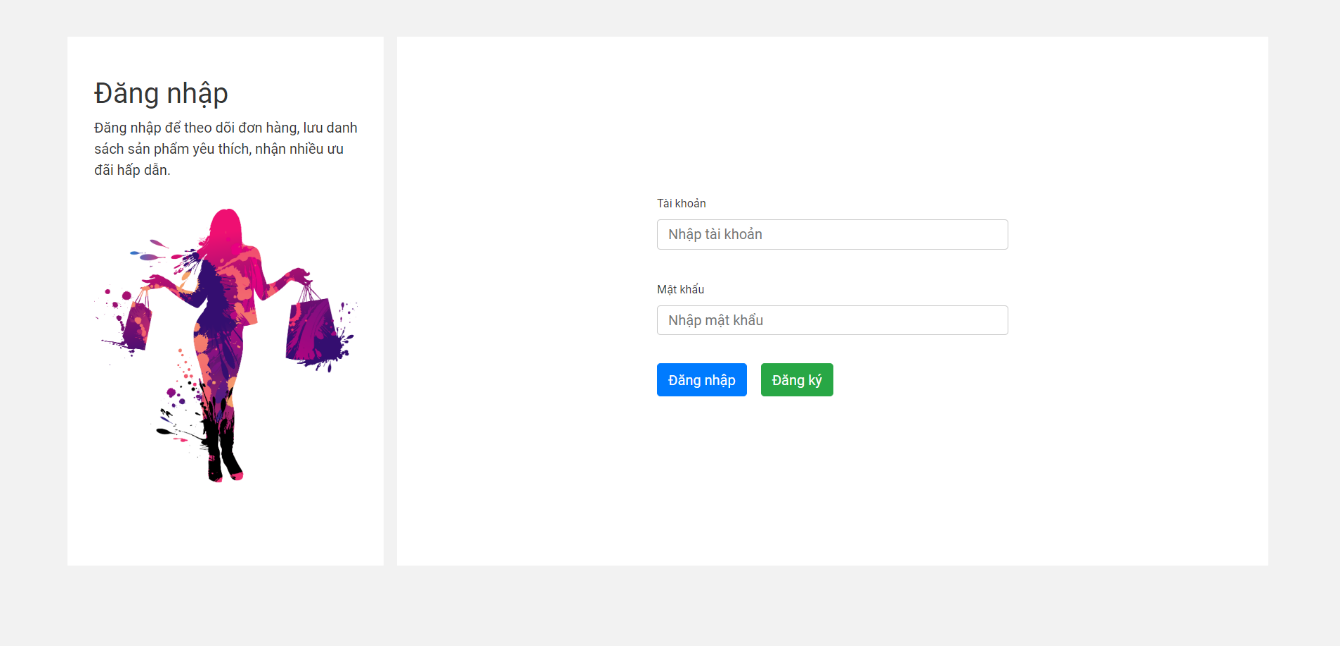 Đăng nhập
Đăng nhập để theo dõi đơn hàng, lưu danh
sách sản phẩm yêu thích, nhận nhiều ưu
đãi hấp dẫn.
Tài khoản
Nhập tài khoản
Mật khẩu
Nhập mật khẩu
Đăng nhập
Đăng ký